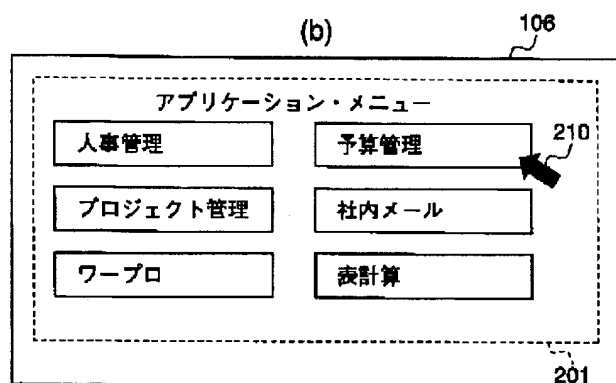 (b)
106
アプリケーション・メニュー
人事管理
予算管理
210
プロジェクト管理
社内メール
ワープロ
表計算
201